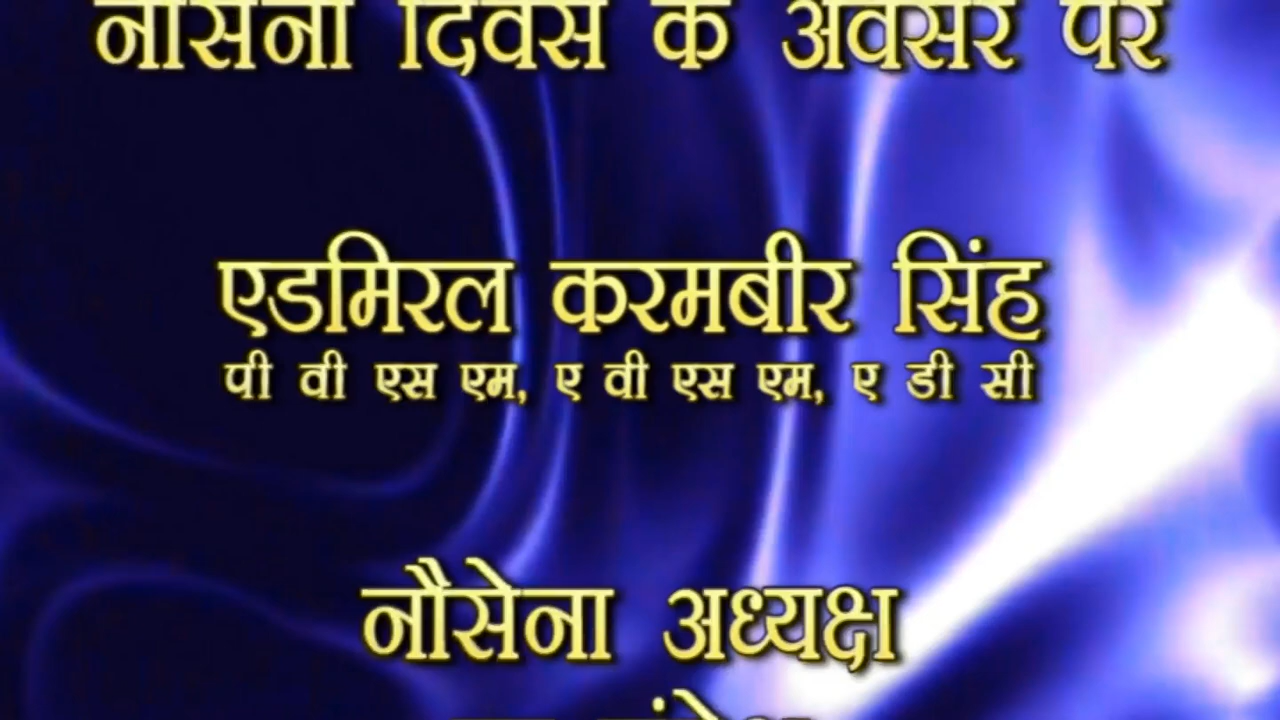 नौसेना दिवस के अवसर पर
एडमिरल करमबीर सिंह
पी वी एस एम, ए वी एस एम, ए डी सी
नौसेना अध्यक्ष